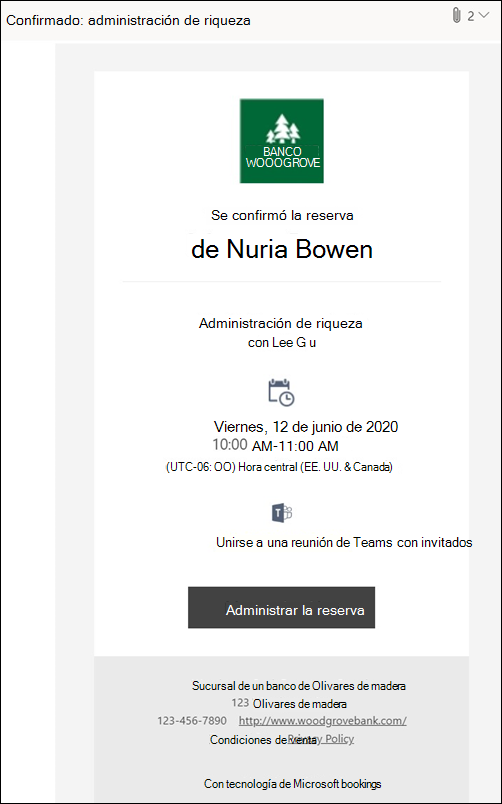 Confirmado: administración de riqueza
2
BANCO
WOOOGROVE
Se confirmó la reserva
de Nuria Bowen
Administración de riqueza
con Lee G u
Viernes, 12 de junio de 2020
10:00 AM-11:00 AM
(UTC-06: OO) Hora central (EE. UU. & Canada)
Unirse a una reunión de Teams con invitados
Administrar la reserva
Sucursal de un banco de Olivares de madera
123 Olivares de madera
123-456-7890 http://www.woodgrovebank.com/
Condiciones de venta Privacy Policy
Con tecnología de Microsoft bookings